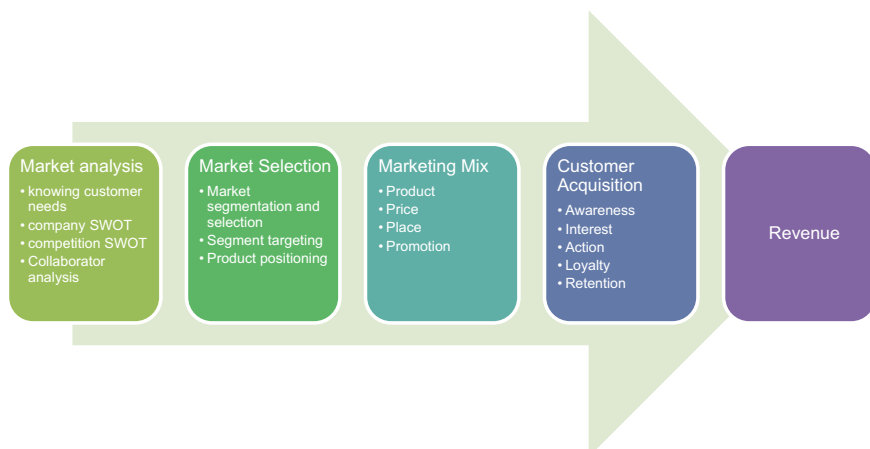 Market analysis
• knowing customer
needs
• company SWOT
• competition SWOT
• Collaborator
analysis
Market Selection
• Market
segmentation and
selection
• Segment targeting
• Product positioning
Marketing Mix
• Product
• Price
• Place
• Promotion
Customer
Acquisition
• Awareness
• Interest
• Action
• Loyalty
• Retention
Revenue